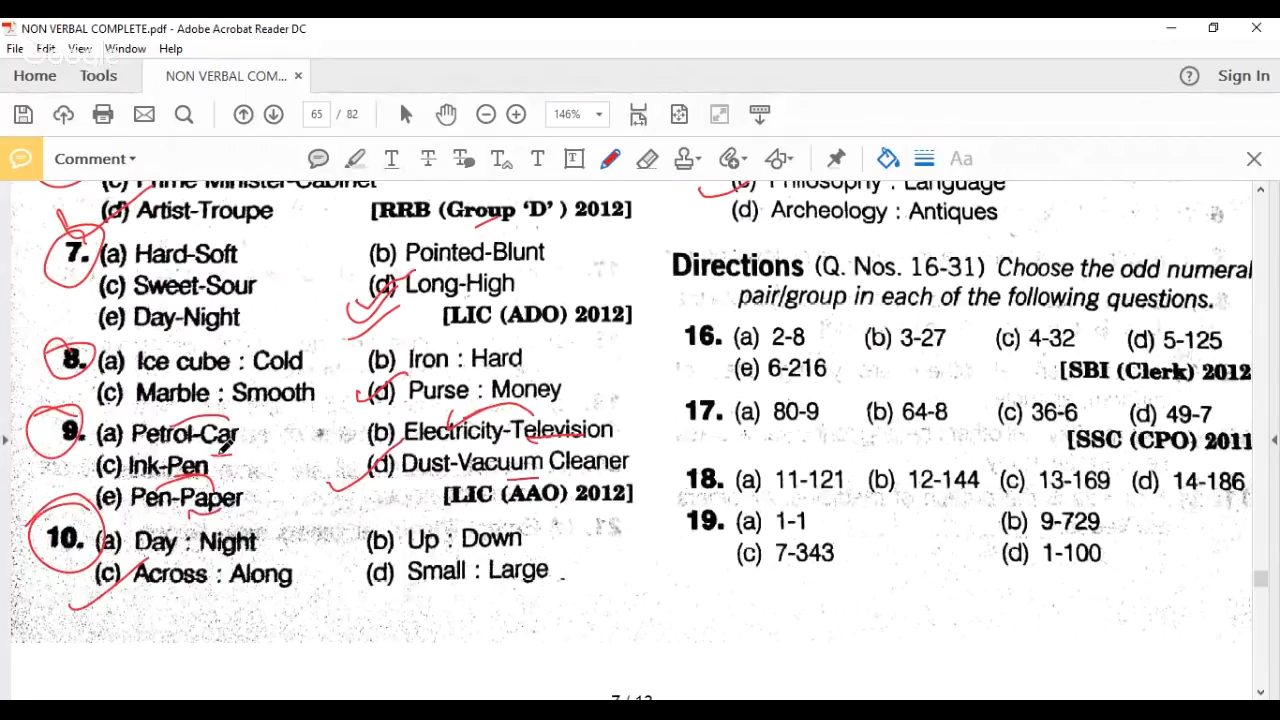 NON VERBAL COMPLETE.pdf - Adobe Acrobat Reader DC
File Edit View Window Help
Google
Home Tools NON VERBAL COM... × Sign In
65 / 82 146%
Comment Aa
(c) Prime Minister-Cabinet
(d) Artist-Troupe [RRB (Group 'D' ) 2012]
7. (a) Hard-Soft (b) Pointed-Blunt
(c) Sweet-Sour (d) Long-High
(e) Day-Night [LIC (ADO) 2012]
8. (a) Ice cube : Cold (b) Iron : Hard
(c) Marble : Smooth (d) Purse : Money
9. (a) Petrol-Car (b) Electricity-Television
(c) Ink-Pen (d) Dust-Vacuum Cleaner
(e) Pen-Paper [LIC (AAO) 2012]
10. (a) Day : Night (b) Up : Down
(c) Across : Along (d) Small : Large
Philosophy : Language
(d) Archeology : Antiques
Directions (Q. Nos. 16-31) Choose the odd numeral
pair/group in each of the following questions.
16. (a) 2-8 (b) 3-27 (c) 4-32 (d) 5-125
(e) 6-216 [SBI (Clerk) 2012
17. (a) 80-9 (b) 64-8 (c) 36-6 (d) 49-7
[SSC (CPO) 2011
18. (a) 11-121 (b) 12-144 (c) 13-169 (d) 14-186
19. (a) 1-1 (b) 9-729
(c) 7-343 (d) 1-100